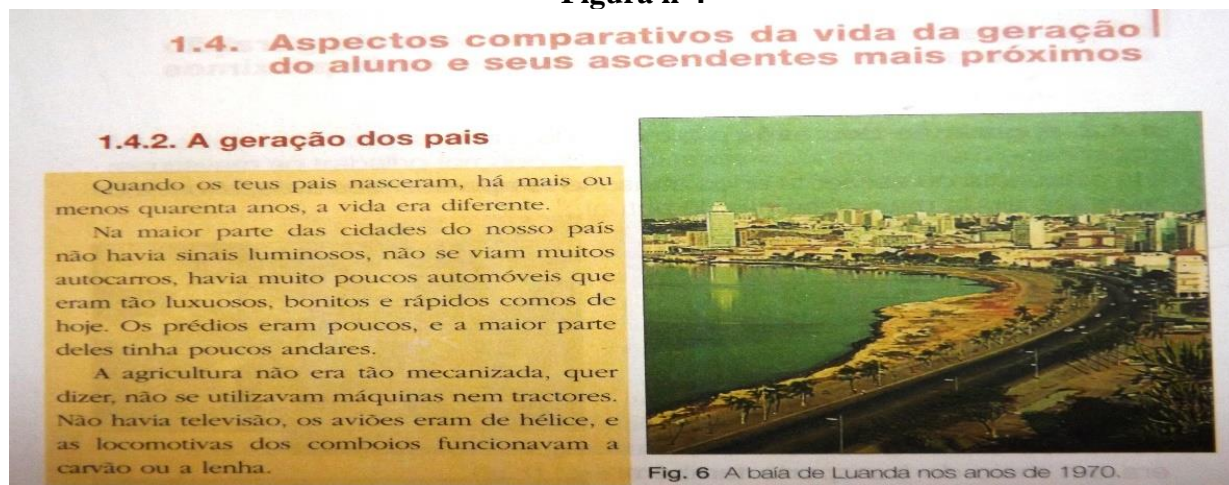 1.4. Aspectos comparativos da vida da geração
do aluno e seus ascendentes mais próximos
1.4.2. A geração dos pais
Quando os teus pais nasceram, há mais ou
menos quarenta anos, a vida era diferente.
Na maior parte das cidades do nosso país
não havia sinais luminosos, não se viam muitos
autocarros, havia muito poucos automóveis que
eram tão luxuosos, bonitos e rápidos comos de
hoje. Os prédios eram poucos, e a maior parte
deles tinha poucos andares.
A agricultura não era tão mecanizada, quer
dizer, não se utilizavam máquinas nem tractores.
Não havia televisão, os aviões eram de hélice, e
as locomotivas dos comboios funcionavam a
carvão ou a lenha.
Fig. 6 A baía de Luanda nos anos de 1970.